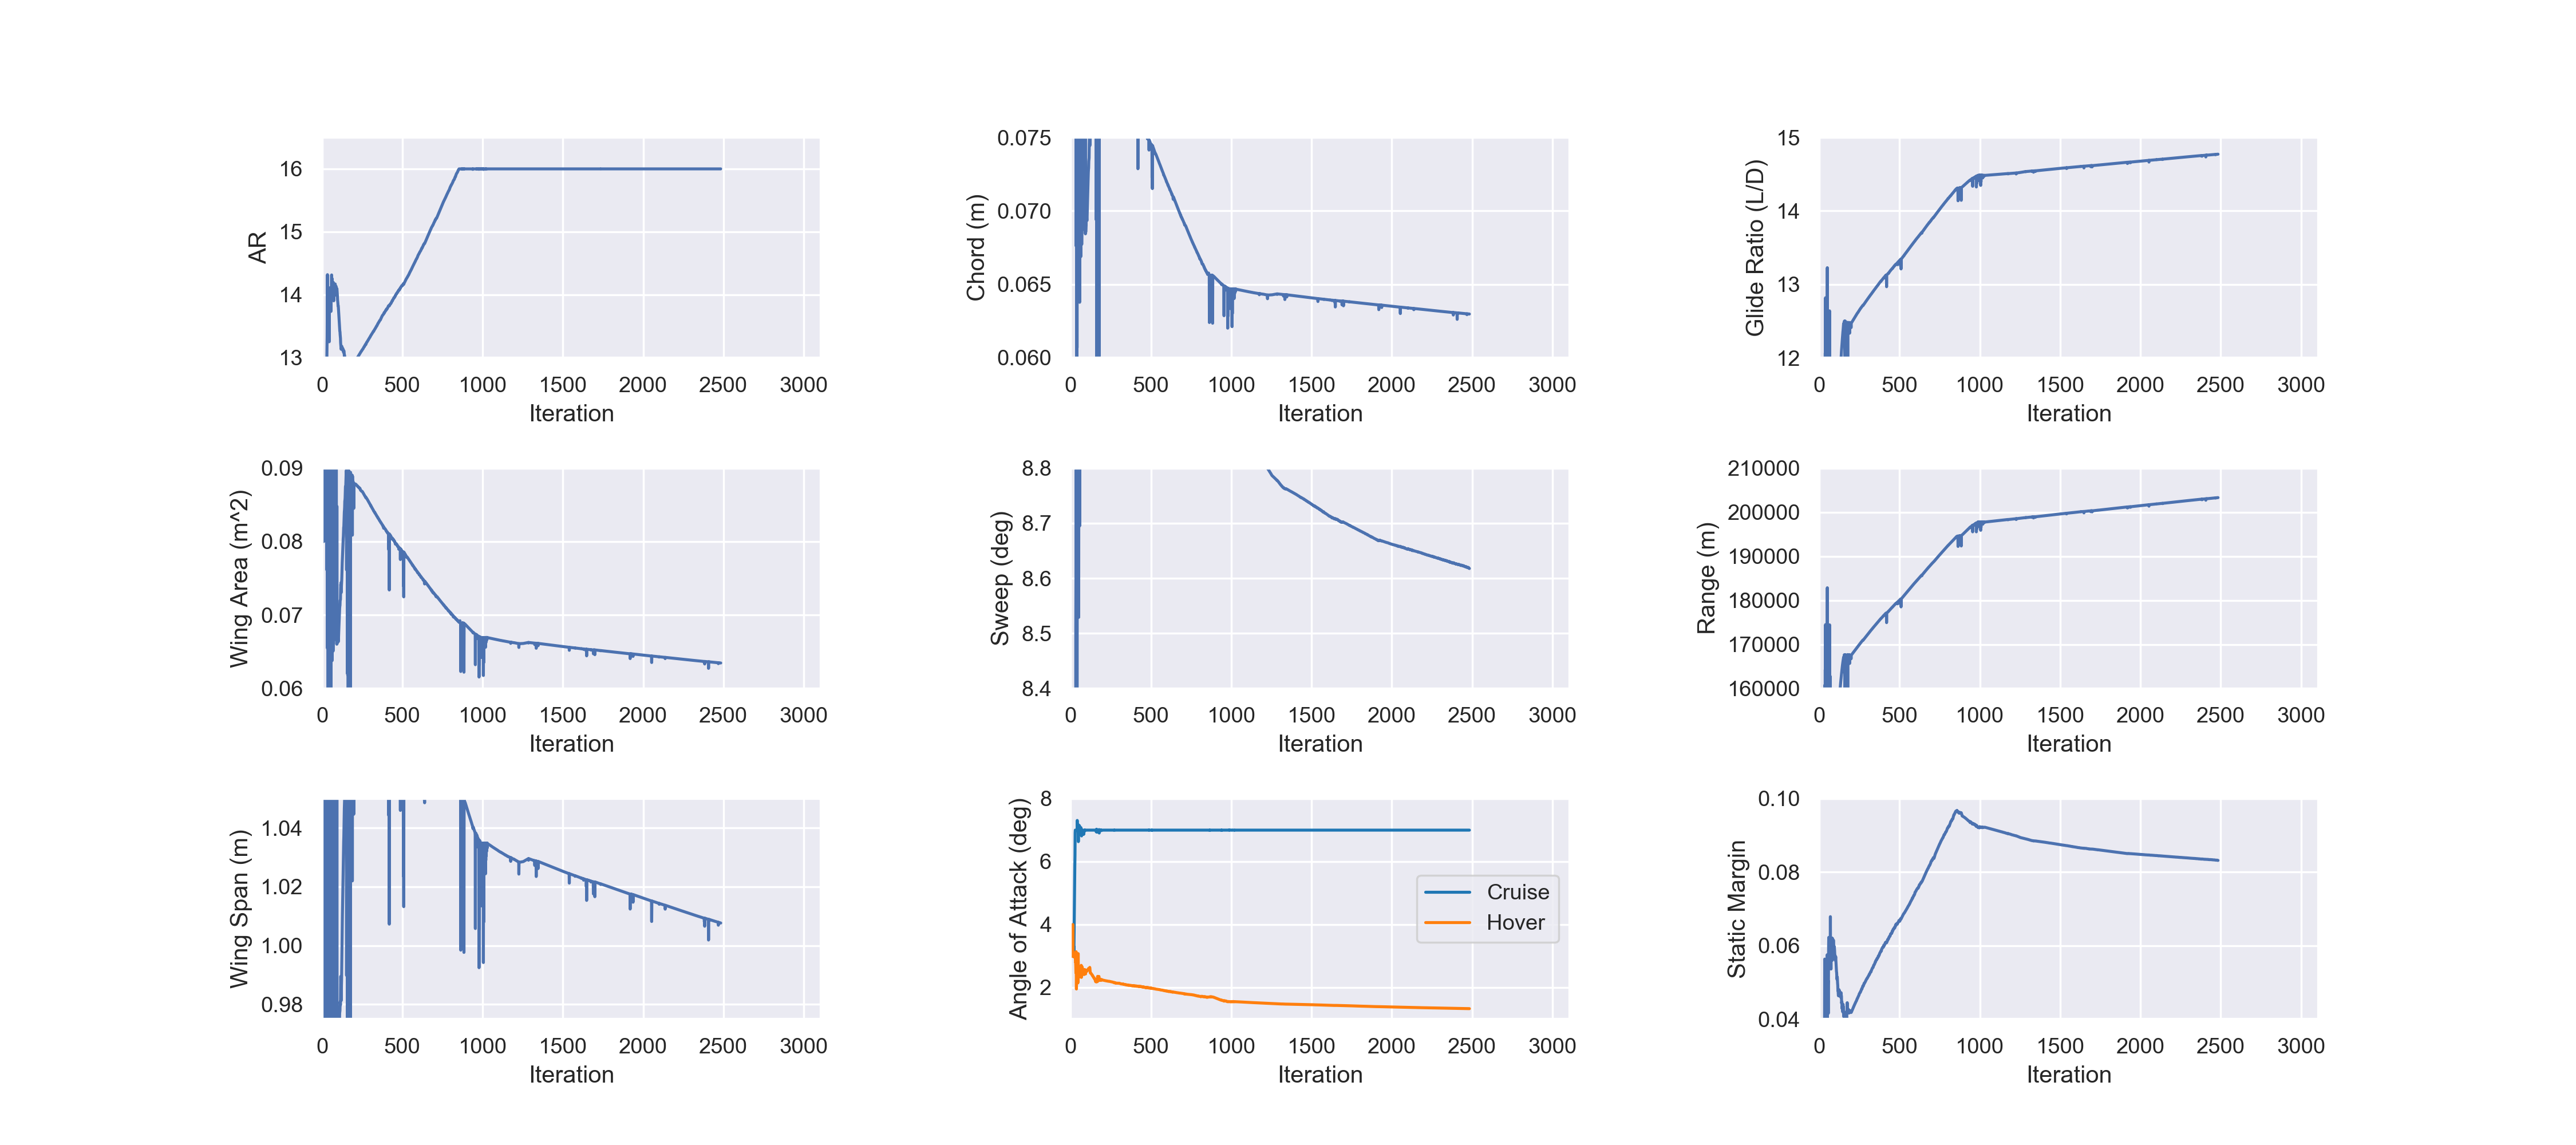 AR
16
15
14
13
0 500 1000 1500 2000 2500 3000
Iteration
Chord (m)
0.075
0.070
0.065
0.060
0 500 1000 1500 2000 2500 3000
Iteration
Glide Ratio (L/D)
15
14
13
12
0 500 1000 1500 2000 2500 3000
Iteration
Wing Area (m^2)
0.09
0.08
0.07
0.06
0 500 1000 1500 2000 2500 3000
Iteration
Sweep (deg)
8.8
8.7
8.6
8.5
8.4
0 500 1000 1500 2000 2500 3000
Iteration
Range (m)
210000
200000
190000
180000
170000
160000
0 500 1000 1500 2000 2500 3000
Iteration
Wing Span (m)
1.04
1.02
1.00
0.98
0 500 1000 1500 2000 2500 3000
Iteration
Angle of Attack (deg)
8
6
4
2
Cruise
Hover
0 500 1000 1500 2000 2500 3000
Iteration
Static Margin
0.10
0.08
0.06
0.04
0 500 1000 1500 2000 2500 3000
Iteration